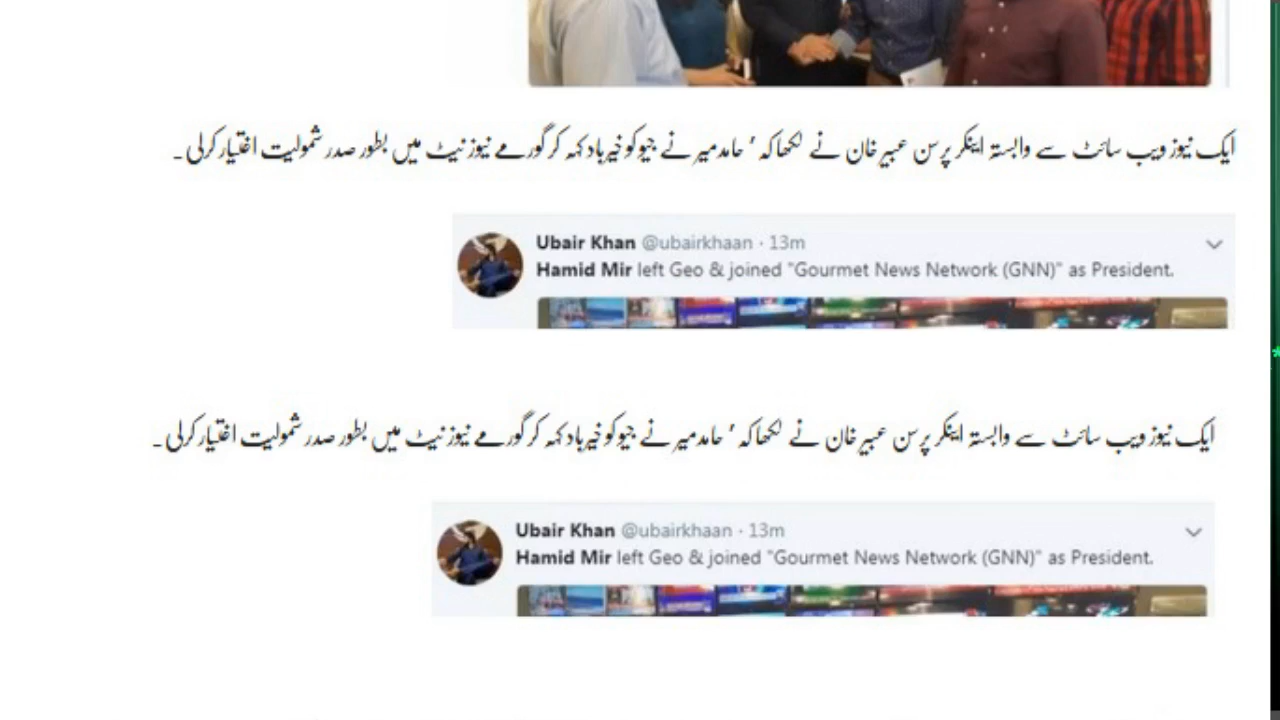 ایک نیوز ویب سائٹ سے وابستہ اینکر پرسن عبیر خان نے لکھا کہ ’ حامد میر نے جیو کو خیرباد کہہ کر گورمے نیوز نیٹ میں بطور صدر شمولیت اختیار کرلی۔
Ubair Khan @ubairkhaan · 13m
Hamid Mir left Geo & joined "Gourmet News Network (GNN)" as President.
ایک نیوز ویب سائٹ سے وابستہ اینکر پرسن عبیر خان نے لکھا کہ ’ حامد میر نے جیو کو خیرباد کہہ کر گورمے نیوز نیٹ میں بطور صدر شمولیت اختیار کرلی۔
Ubair Khan @ubairkhaan · 13m
Hamid Mir left Geo & joined "Gourmet News Network (GNN)" as President.